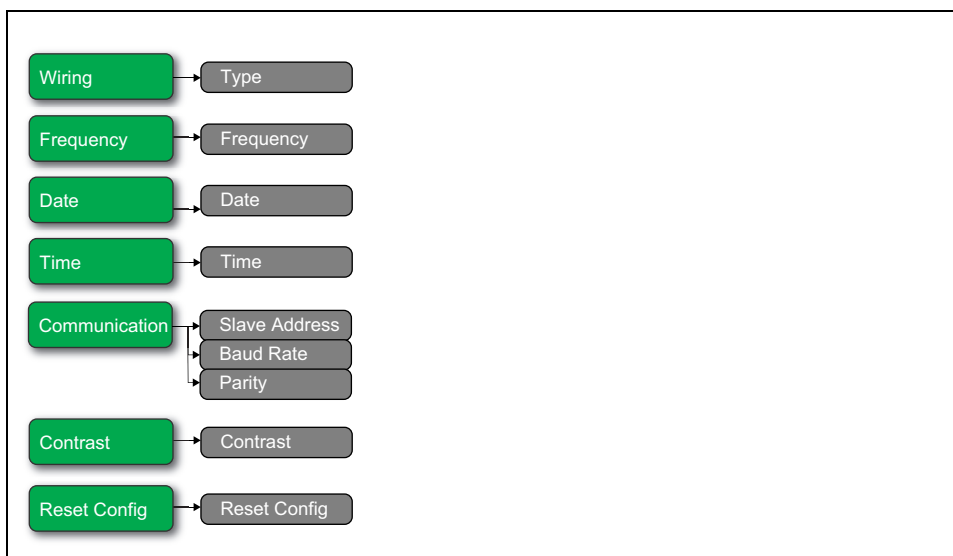 Wiring
Type
Frequency
Frequency
Date
Date
Time
Time
Communication
Slave Address
Baud Rate
Parity
Contrast
Contrast
Reset Config
Reset Config